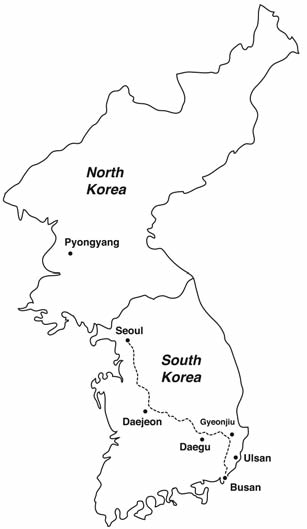 North
Korea
Pyongyang
Seoul
South
Korea
Daejeon
Gyeonjiu
Daegu
Ulsan
Busan